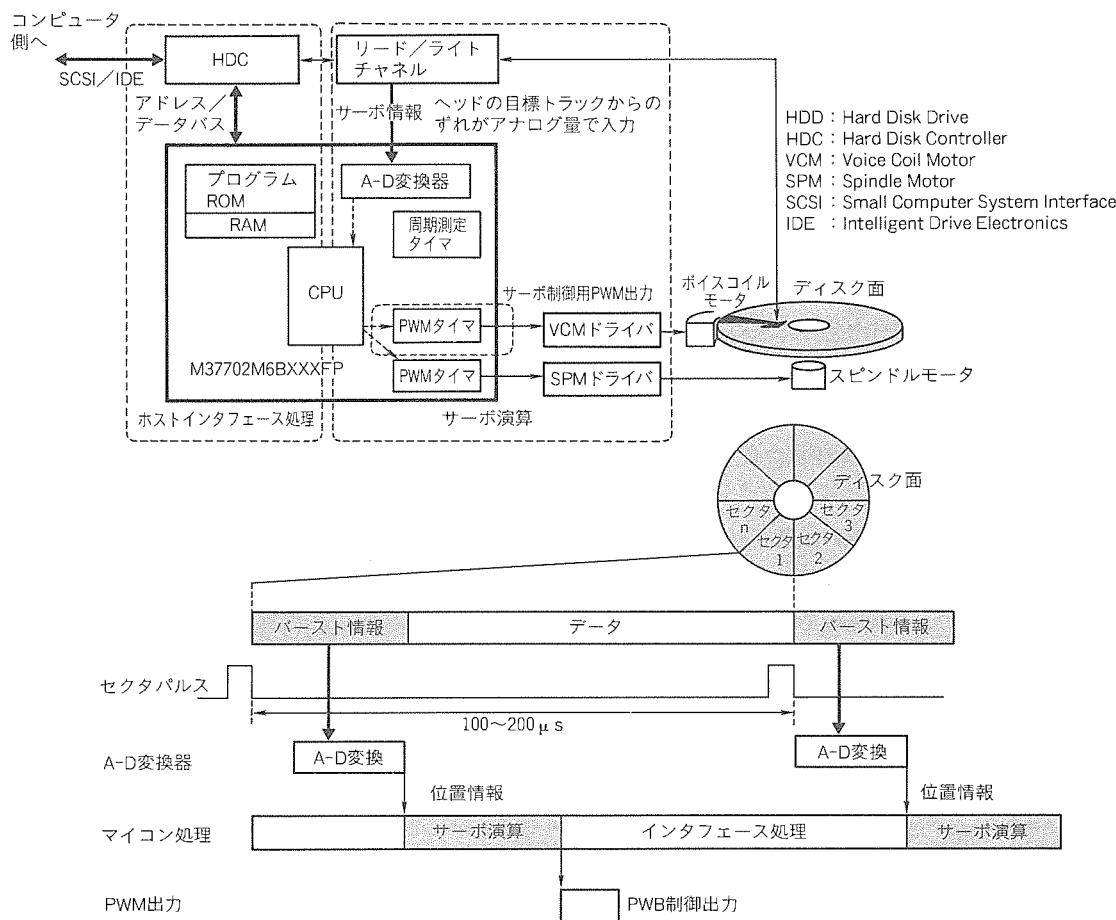 コンピュータ
側へ
SCSI/IDE
HDC
リード/ライト
チャネル
アドレス/
データバス
サーボ情報
ヘッドの目標トラックからの
ずれがアナログ量で入力
HDD : Hard Disk Drive
HDC : Hard Disk Controller
VCM : Voice Coil Motor
SPM : Spindle Motor
SCSI : Small Computer System Interface
IDE : Intelligent Drive Electronics
プログラム
ROM
RAM
A-D変換器
周期測定
タイマ
CPU
サーボ制御用PWM出力
PWMタイマ
VCMドライバ
ボイスコイル
モータ
ディスク面
M37702M6BXXXFP
PWMタイマ
SPMドライバ
スピンドルモータ
ホストインタフェース処理
サーボ演算
ディスク面
セクタ
n
セクタ
1
セクタ
2
セクタ
3
バースト情報
データ
バースト情報
セクタパルス
100〜200μs
A-D変換器
A-D変換
A-D変換
位置情報
位置情報
マイコン処理
サーボ演算
インタフェース処理
サーボ演算
PWM出力
PWB制御出力